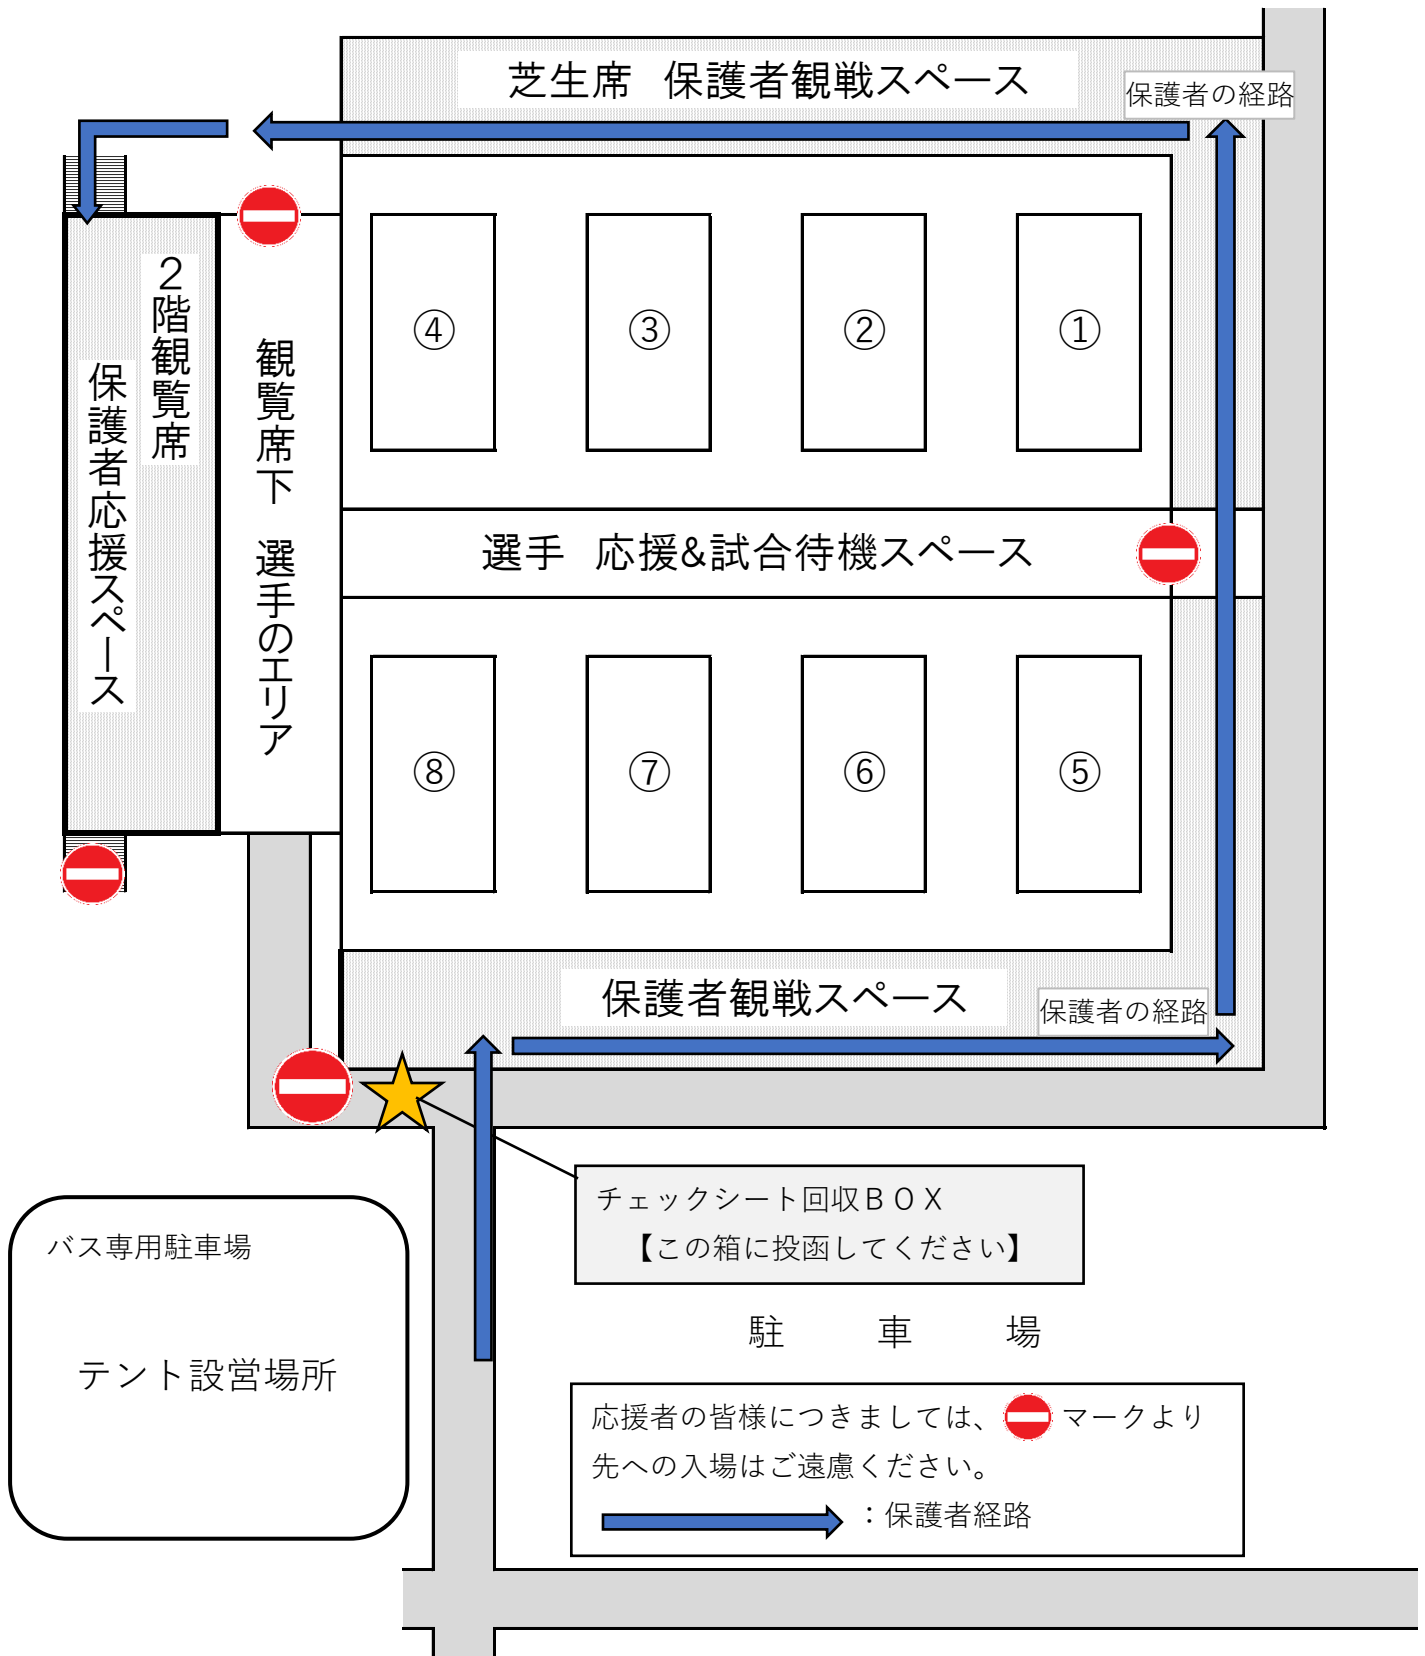 芝生席　保護者観戦スペース
保護者の経路
④
③
②
①
２階観覧席
保護者応援スペース
観覧席下　選手のエリア
選手　応援&試合待機スペース
⑧
⑦
⑥
⑤
保護者観戦スペース
保護者の経路
チェックシート回収ＢＯＸ
【この箱に投函してください】
バス専用駐車場
テント設営場所
駐　車　場
応援者の皆様につきましては、　マークより
先への入場はご遠慮ください。
：保護者経路